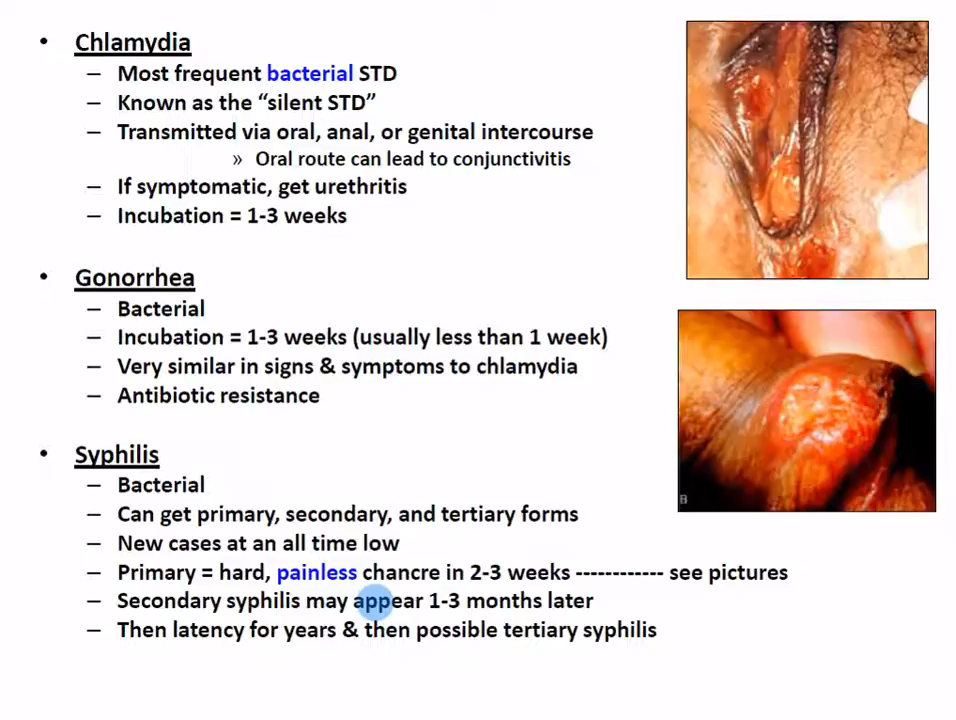 • Chlamydia
– Most frequent bacterial STD
– Known as the “silent STD”
– Transmitted via oral, anal, or genital intercourse
» Oral route can lead to conjunctivitis
– If symptomatic, get urethritis
– Incubation = 1-3 weeks
• Gonorrhea
– Bacterial
– Incubation = 1-3 weeks (usually less than 1 week)
– Very similar in signs & symptoms to chlamydia
– Antibiotic resistance
• Syphilis
– Bacterial
– Can get primary, secondary, and tertiary forms
– New cases at an all time low
– Primary = hard, painless chancre in 2-3 weeks ------------ see pictures
– Secondary syphilis may appear 1-3 months later
– Then latency for years & then possible tertiary syphilis
B